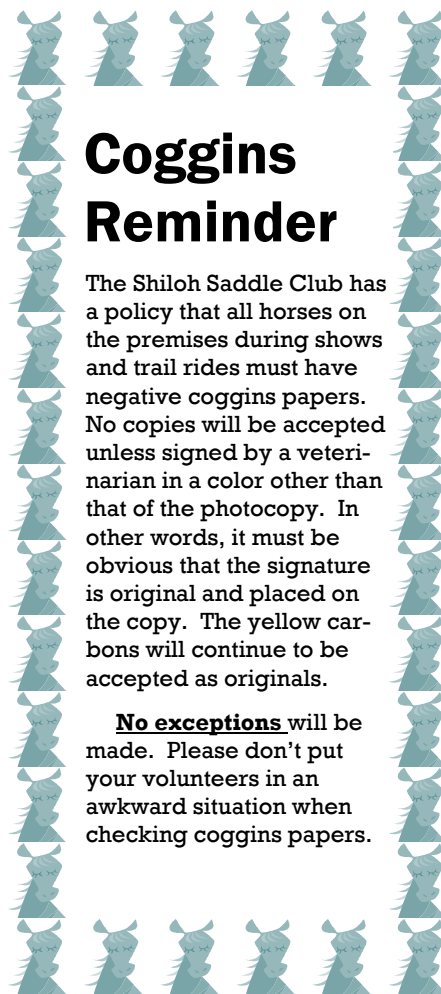 Coggins
Reminder
The Shiloh Saddle Club has
a policy that all horses on
the premises during shows
and trail rides must have
negative coggins papers.
No copies will be accepted
unless signed by a veteri-
narian in a color other than
that of the photocopy.  In
other words, it must be
obvious that the signature
is original and placed on
the copy.  The yellow car-
bons will continue to be
accepted as originals.
No exceptions will be
made.  Please don’t put
your volunteers in an
awkward situation when
checking coggins papers.